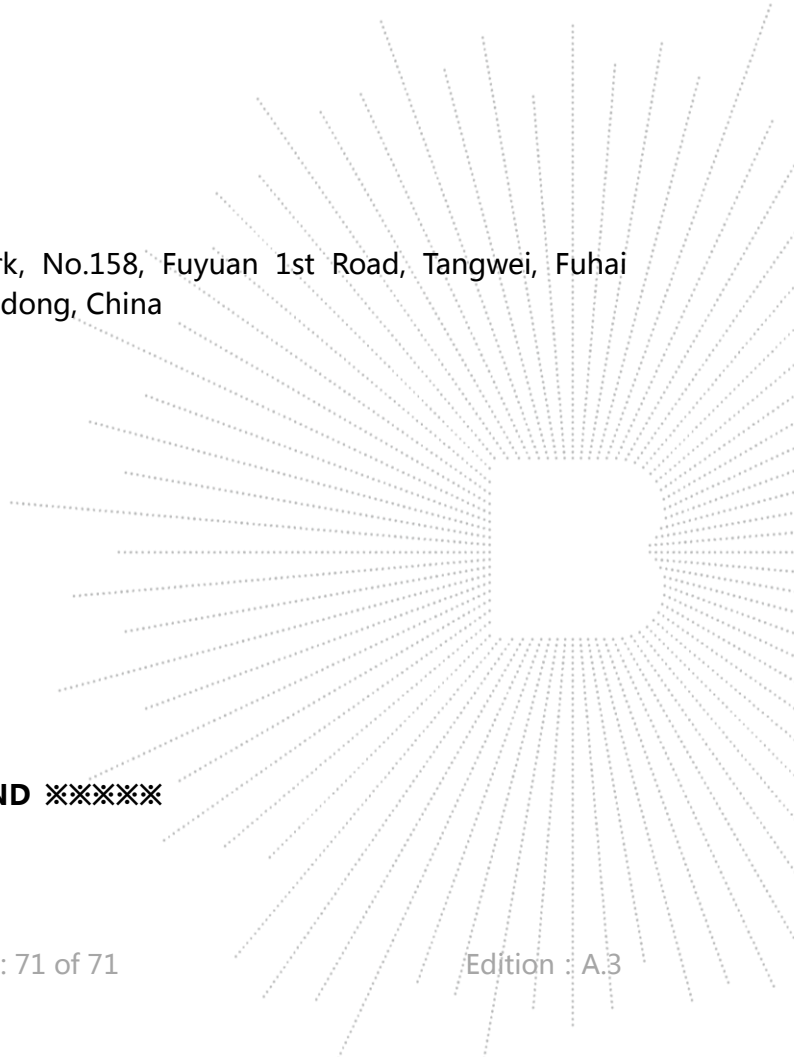 rk, No.158, Fuyuan 1st Road, Tangwei, Fuhai
dong, China
ND ※※※※※
: 71 of 71 Edition : A.3